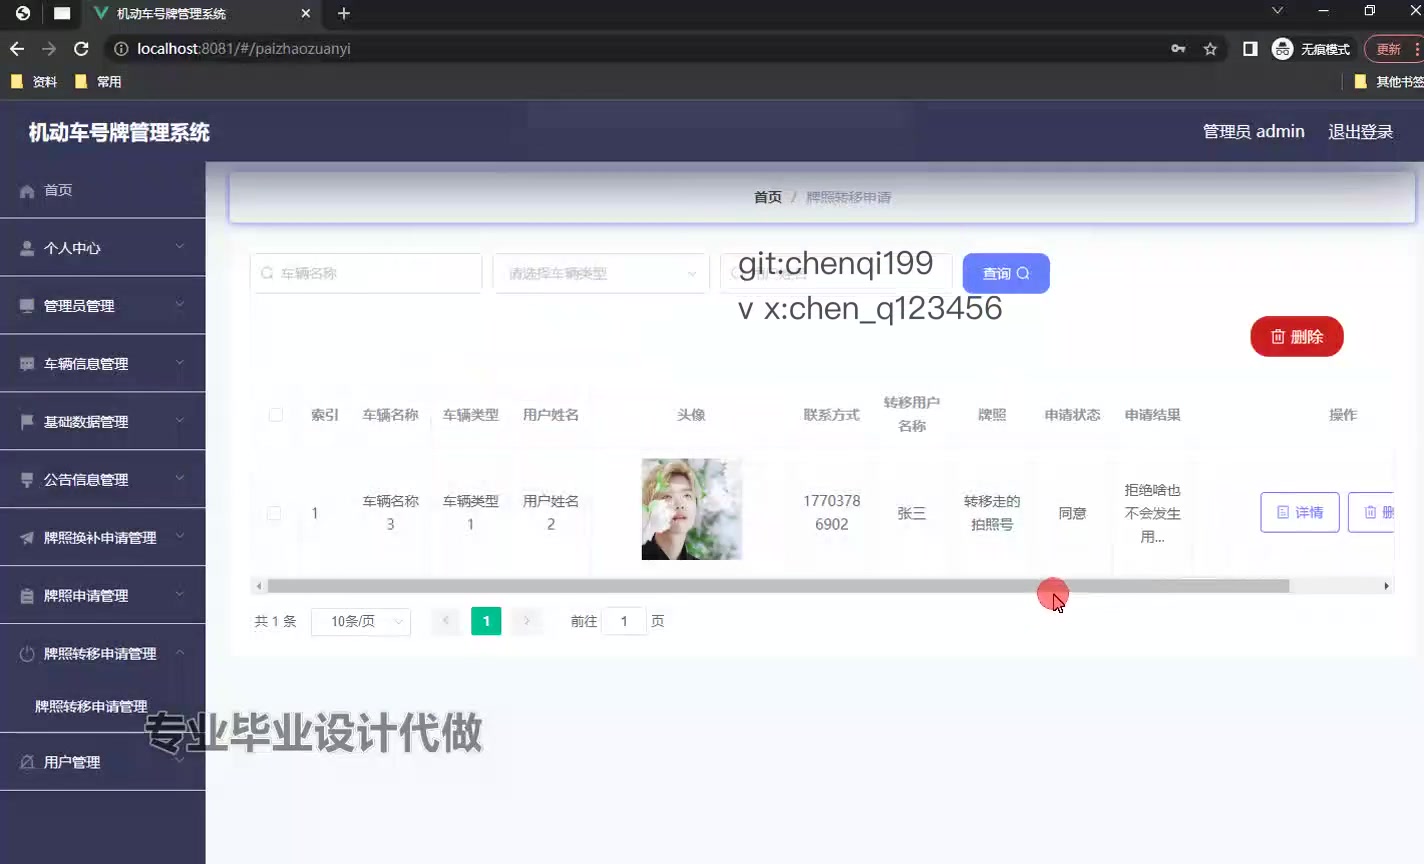 机动车号牌管理系统
localhost:8081/#/paizhaozuanyi
无痕模式
更新
资料
常用
其他书签
机动车号牌管理系统
管理员 admin
退出登录
首页
个人中心
管理员管理
车辆信息管理
基础数据管理
公告信息管理
牌照换补申请管理
牌照申请管理
牌照转移申请管理
牌照转移申请管理
用户管理
首页 / 牌照转移申请
车辆名称
请选择车辆类型
git:chenqi199
v x:chen_q123456
查询
删除
索引
车辆名称
车辆类型
用户姓名
头像
联系方式
转移用户
名称
牌照
申请状态
申请结果
操作
1
车辆名称
3
车辆类型
1
用户姓名
2
1770378
6902
张三
转移走的
拍照号
同意
拒绝啥也
不会发生
用...
详情
删
共 1 条
10条/页
1
前往
1
页
专业毕业设计代做